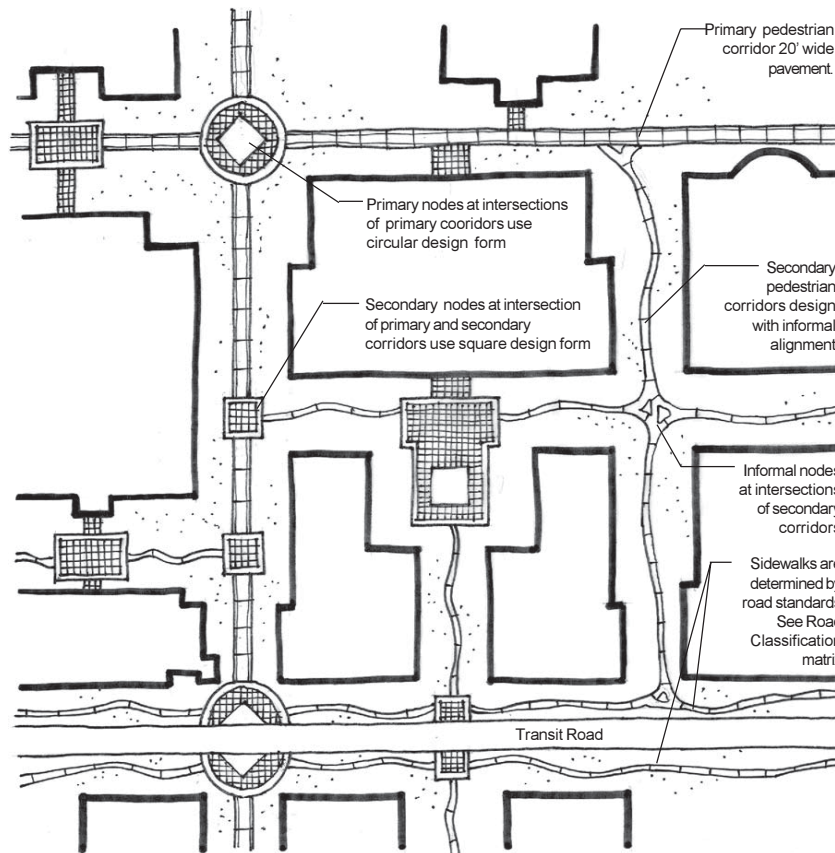 Primary pedestrian
corridor 20' wide
pavement.
Primary nodes at intersections
of primary cooridors use
circular design form
Secondary
pedestrian
corridors design
with informal
alignment
Secondary nodes at intersection
of primary and secondary
corridors use square design form
Informal nodes
at intersections
of secondary
corridors
Sidewalks are
determined by
road standards
See Road
Classification
matri
Transit Road